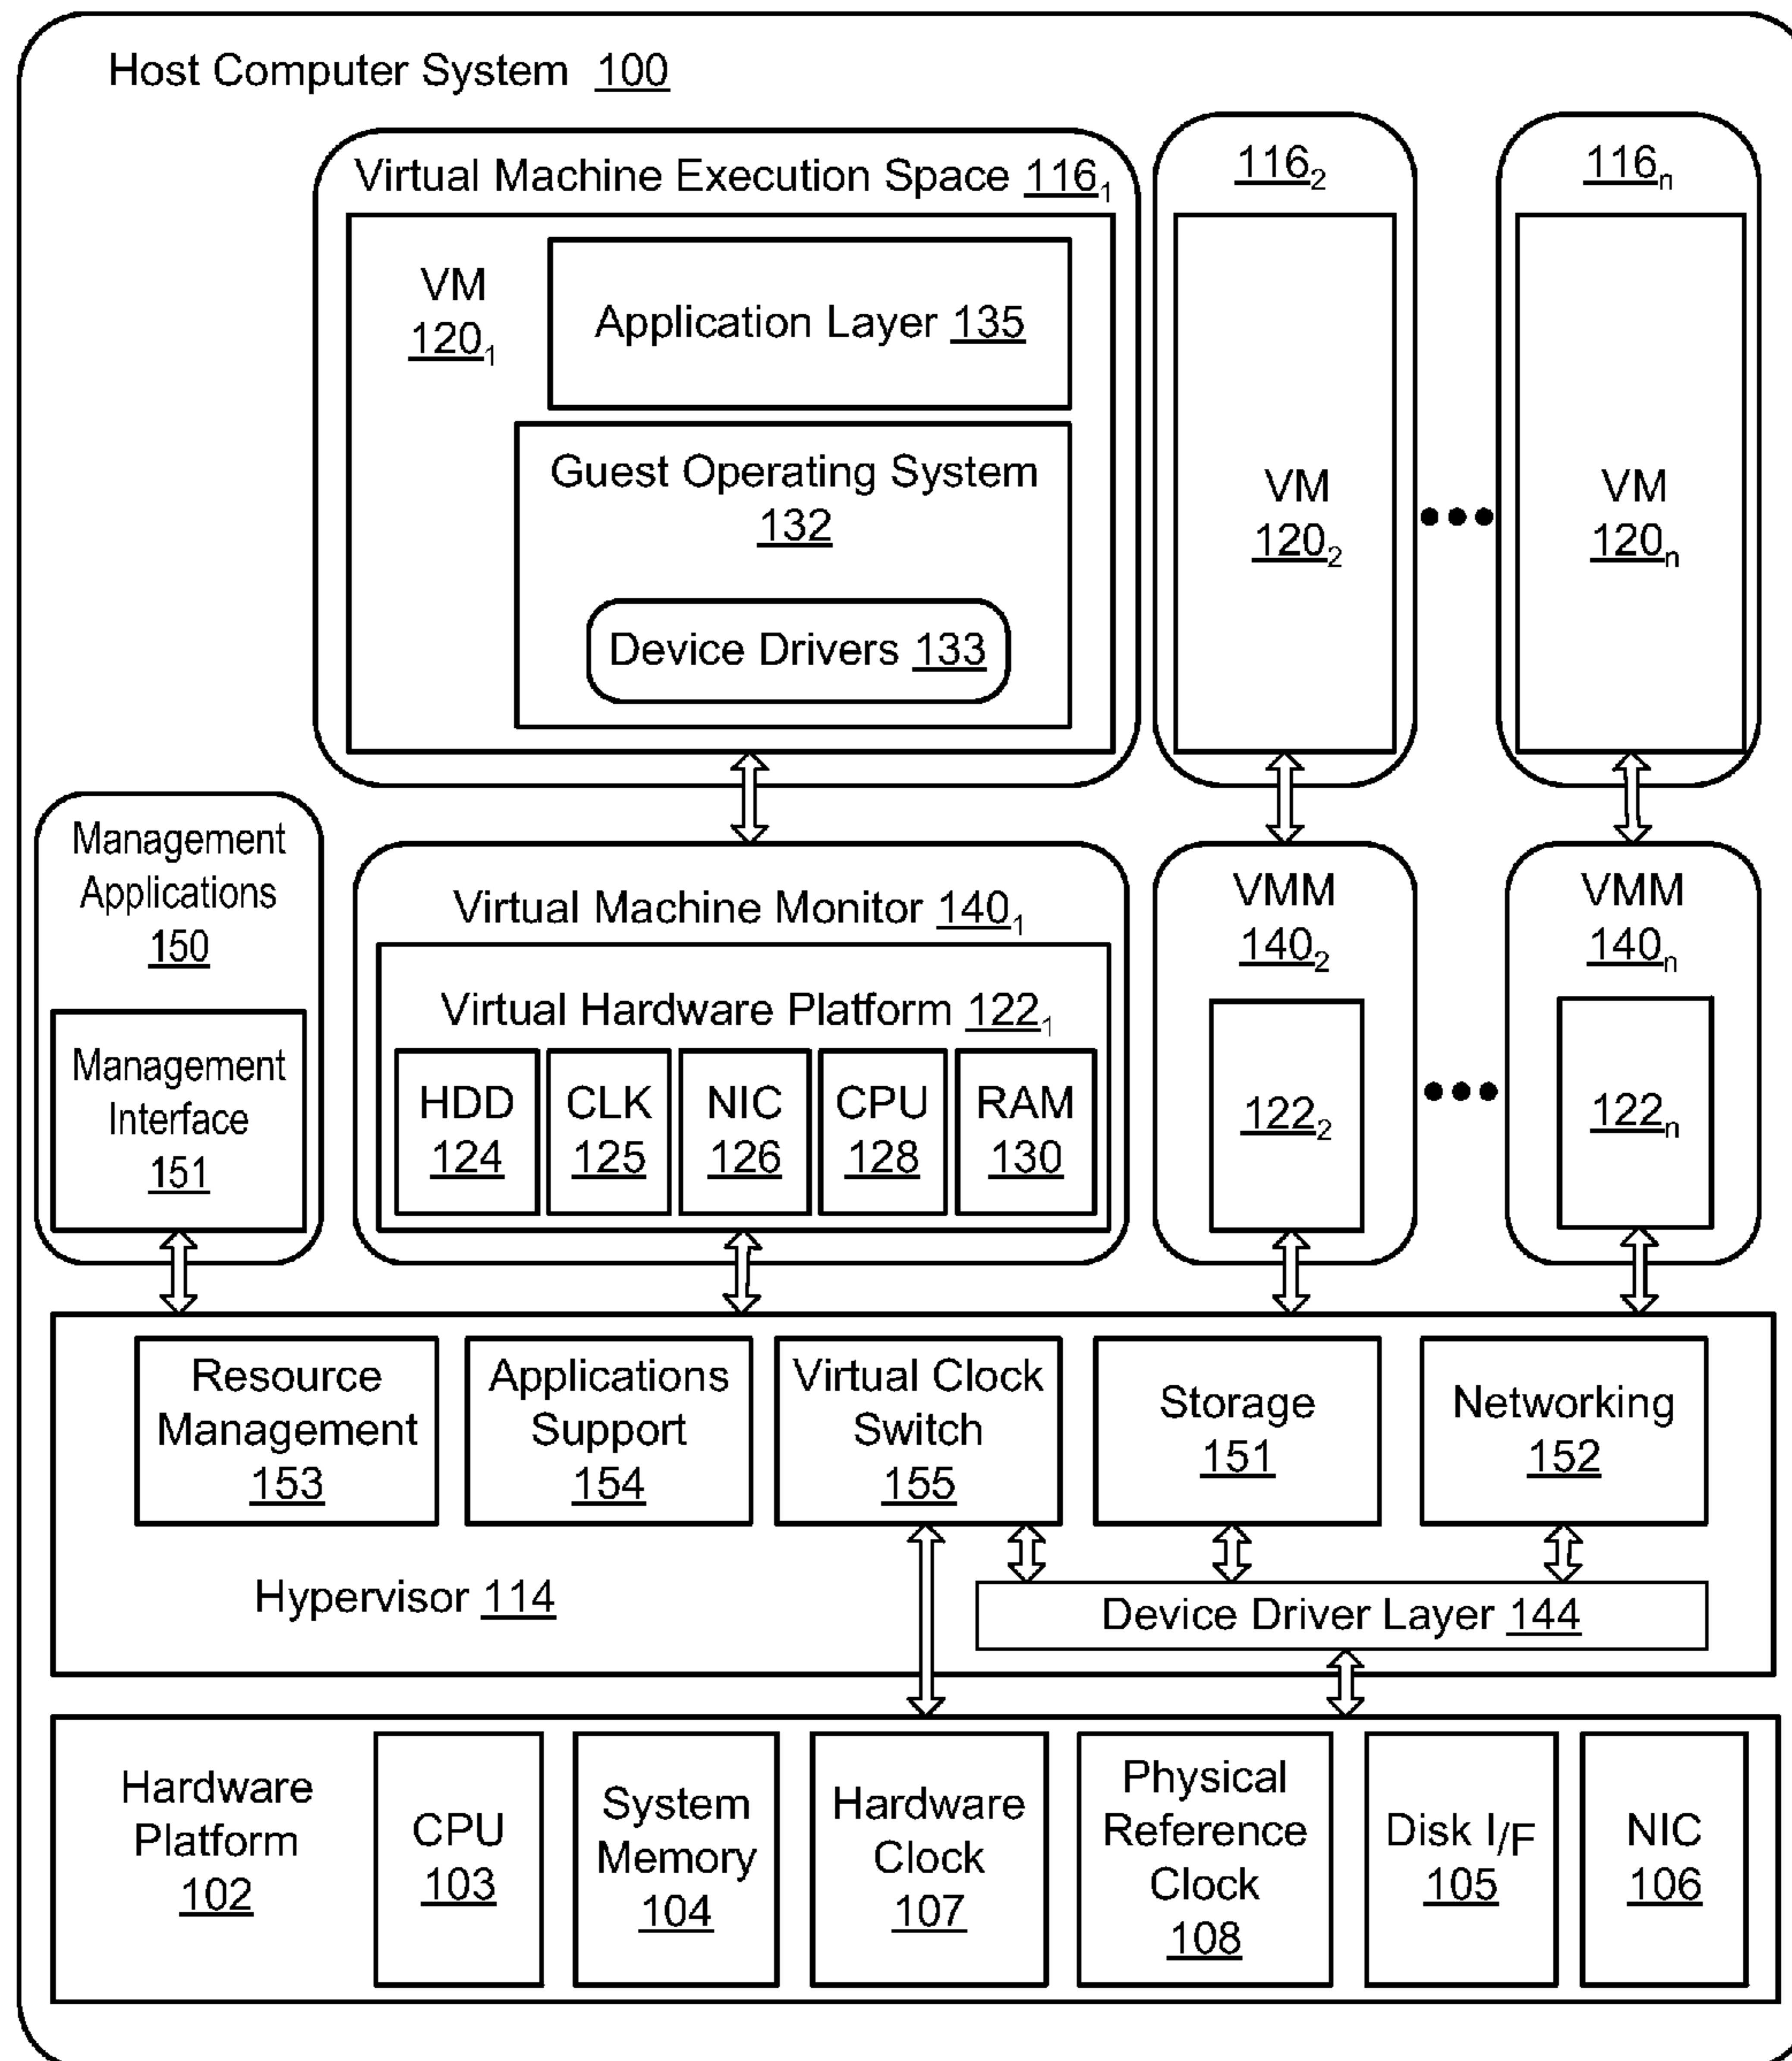 Host Computer System 100
Virtual Machine Execution Space 116₁
VM
120₁
Application Layer 135
Guest Operating System
132
Device Drivers 133
116₂
VM
120₂
116ₙ
VM
120ₙ
Management
Applications
150
Management
Interface
151
Virtual Machine Monitor 140₁
Virtual Hardware Platform 122₁
HDD
124
CLK
125
NIC
126
CPU
128
RAM
130
VMM
140₂
122₂
VMM
140ₙ
122ₙ
Resource
Management
153
Applications
Support
154
Virtual Clock
Switch
155
Storage
151
Networking
152
Hypervisor 114
Device Driver Layer 144
Hardware
Platform
102
CPU
103
System
Memory
104
Hardware
Clock
107
Physical
Reference
Clock
108
Disk I/F
105
NIC
106